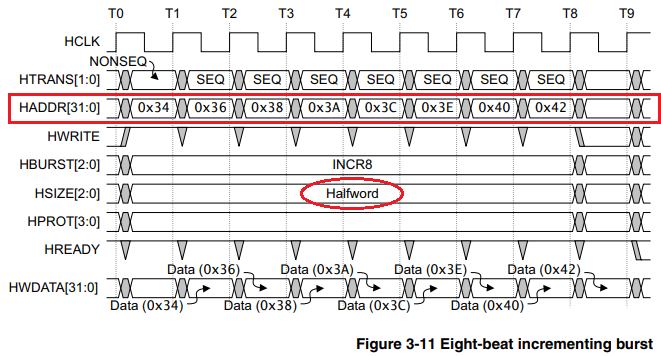 T0 T1 T2 T3 T4 T5 T6 T7 T8 T9
HCLK
NONSEQ
HTRANS[1:0] SEQ SEQ SEQ SEQ SEQ SEQ SEQ
HADDR[31:0] 0x34 0x36 0x38 0x3A 0x3C 0x3E 0x40 0x42
HWRITE
HBURST[2:0] INCR8
HSIZE[2:0] Halfword
HPROT[3:0]
HREADY
Data (0x36) Data (0x3A) Data (0x3E) Data (0x42)
HWDATA[31:0]
Data (0x34) Data (0x38) Data (0x3C) Data (0x40)
Figure 3-11 Eight-beat incrementing burst